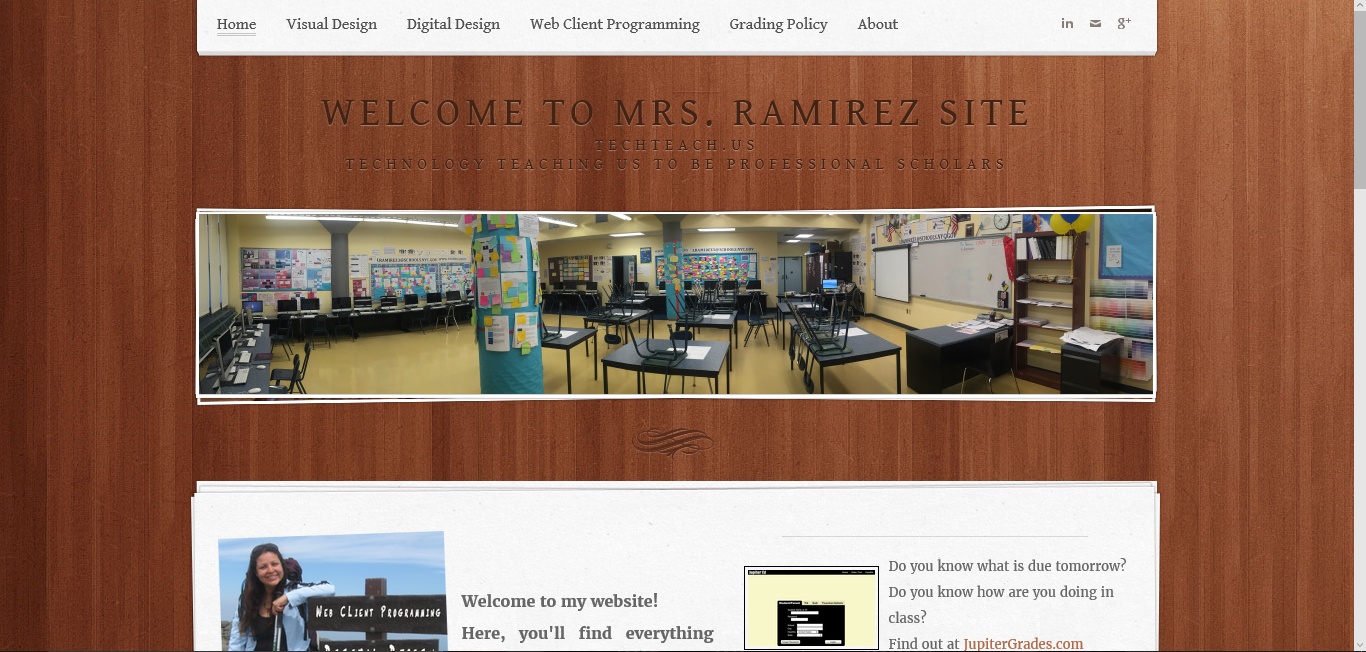 Home Visual Design Digital Design Web Client Programming Grading Policy About
WELCOME TO MRS. RAMIREZ SITE
TECHTEACH.US
TECHNOLOGY TEACHING US TO BE PROFESSIONAL SCHOLARS
Web Client Programming
Welcome to my website!
Here, you'll find everything
Do you know what is due tomorrow?
Do you know how are you doing in
class?
Find out at JupiterGrades.com